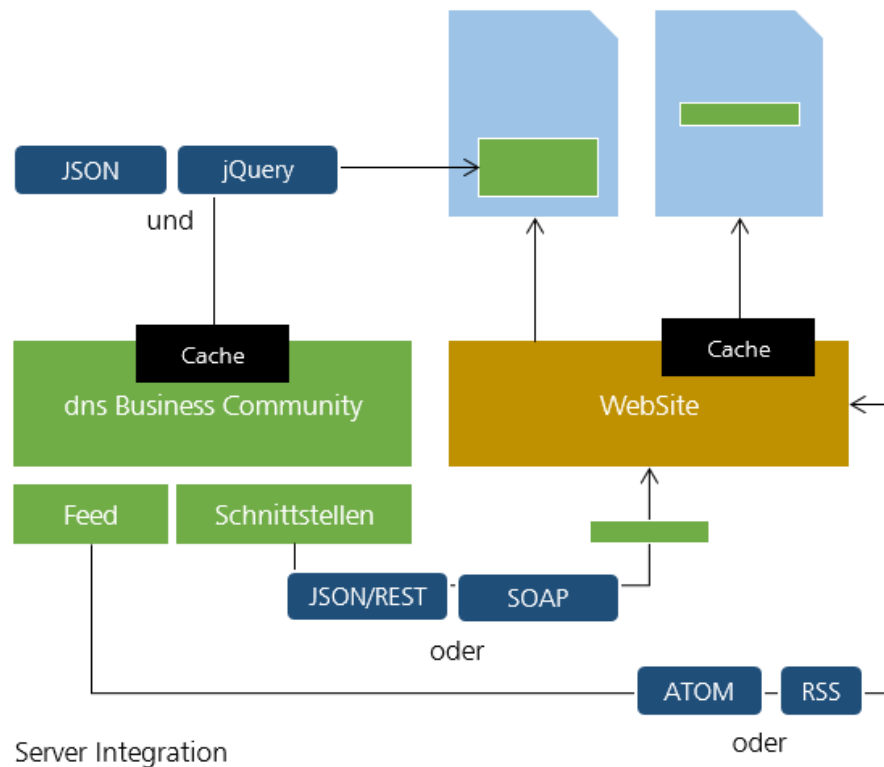 JSON
jQuery
und
Cache
dns Business Community
Cache
WebSite
Feed
Schnittstellen
JSON/REST
SOAP
oder
ATOM
RSS
oder
Server Integration